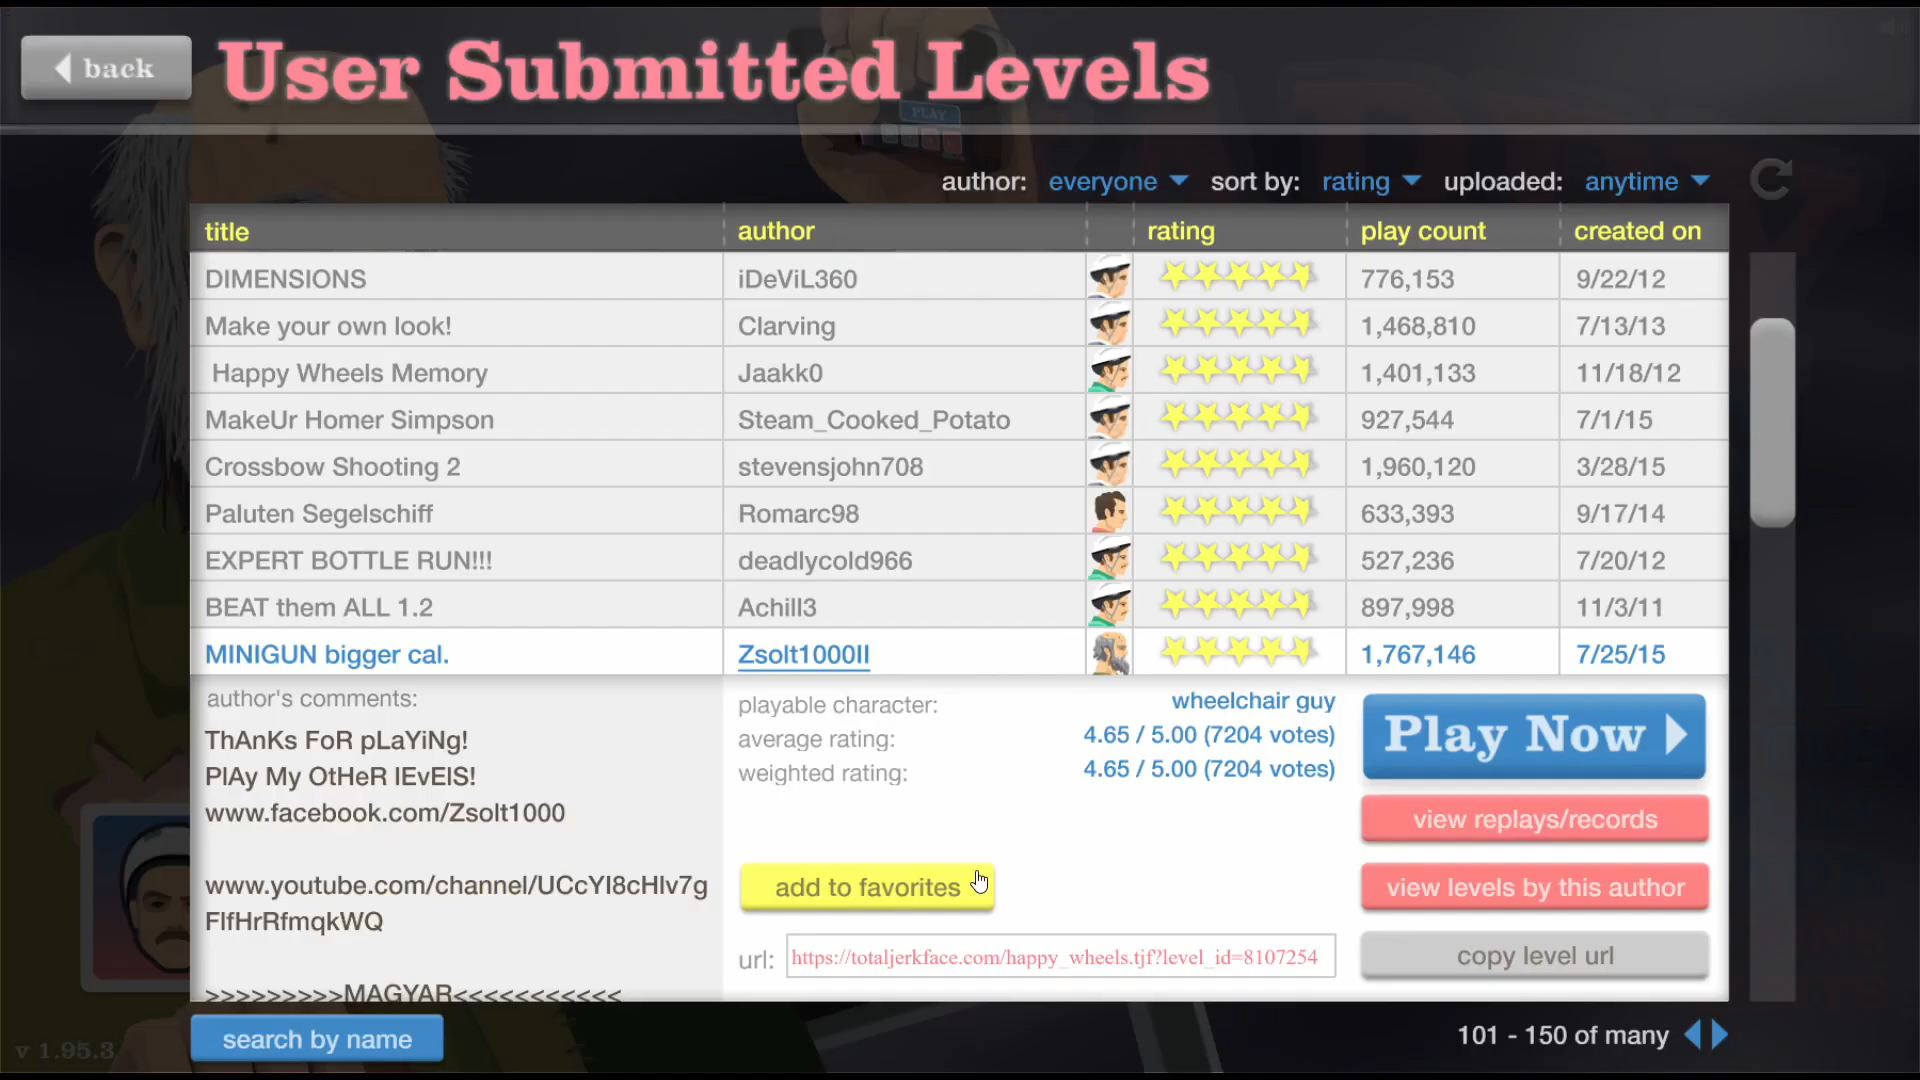 back
User Submitted Levels
PLAY
author: everyone sort by: rating uploaded: anytime
title author rating play count created on
DIMENSIONS iDeViL360 776,153 9/22/12
Make your own look! Clarving 1,468,810 7/13/13
Happy Wheels Memory Jaakk0 1,401,133 11/18/12
MakeUr Homer Simpson Steam_Cooked_Potato 927,544 7/1/15
Crossbow Shooting 2 stevensjohn708 1,960,120 3/28/15
Paluten Segelschiff Romarc98 633,393 9/17/14
EXPERT BOTTLE RUN!!! deadlycold966 527,236 7/20/12
BEAT them ALL 1.2 Achill3 897,998 11/3/11
MINIGUN bigger cal. Zsolt1000II 1,767,146 7/25/15
author's comments:
ThAnKs FoR pLaYiNg!
PlAy My OtHeR lEvElS!
www.facebook.com/Zsolt1000
www.youtube.com/channel/UCcYI8cHlv7g
FlfHrRfmqkWQ
>>>>>>>>>MAGYAR<<<<<<<<<<<
playable character: wheelchair guy
average rating: 4.65 / 5.00 (7204 votes)
weighted rating: 4.65 / 5.00 (7204 votes)
add to favorites
url: https://totaljerkface.com/happy_wheels.tjf?level_id=8107254
Play Now
view replays/records
view levels by this author
copy level url
search by name
101 - 150 of many
v 1.95.3